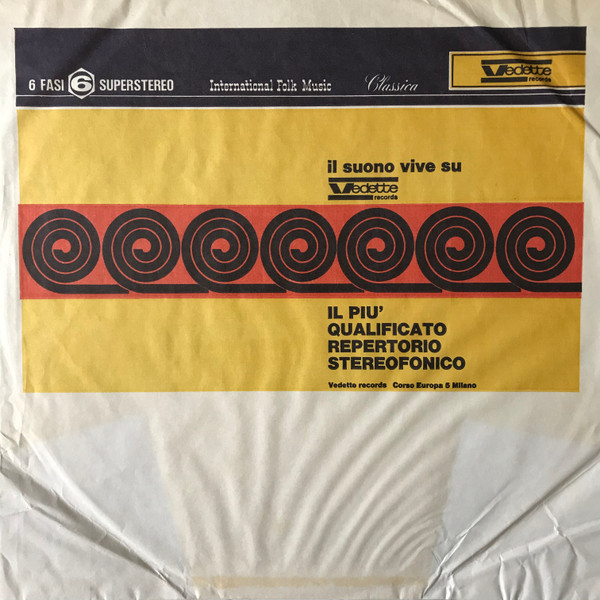 6 FASI 6 SUPERSTEREO International Folk Music Classica Vedette
records
il suono vive su
Vedette
records
IL PIU'
QUALIFICATO
REPERTORIO
STEREOFONICO
Vedette records Corso Europa 5 Milano